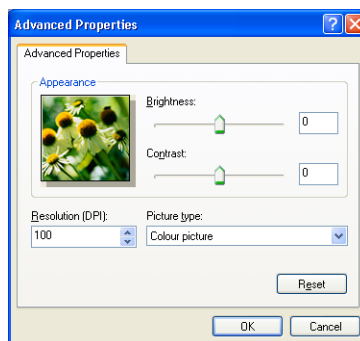 Advanced Properties
Advanced Properties
Appearance
Brightness:
0
Contrast:
0
Resolution (DPI): Picture type:
100 Colour picture
Reset
OK Cancel